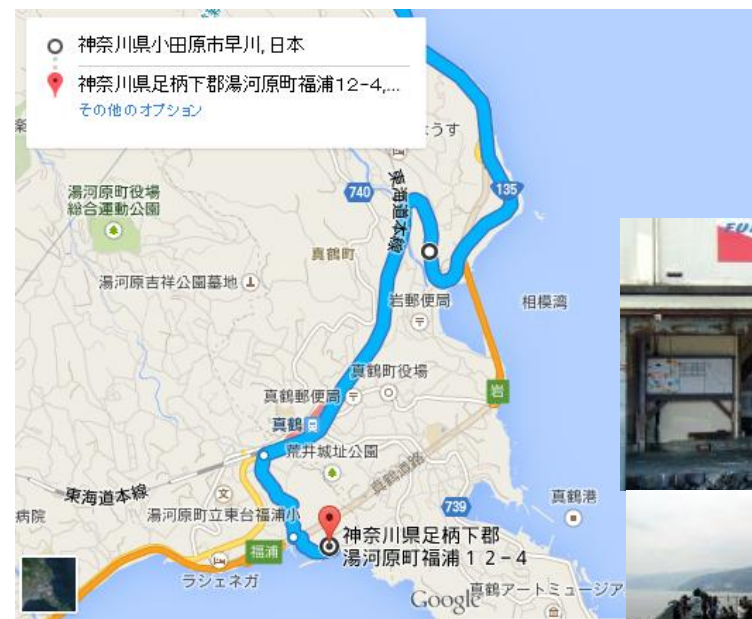 神奈川県小田原市早川, 日本
神奈川県足柄下郡湯河原町福浦12-4,...
その他のオプション
ょうす
740
東海道本線
135
湯河原町役場
総合運動公園
真鶴町
湯河原吉祥公園墓地
岩郵便局
相模湾
真鶴町役場
真鶴郵便局
岩
真鶴
荒井城址公園
真鶴道路
東海道本線
病院
湯河原町立東台福浦小
739
真鶴港
福浦
神奈川県足柄下郡
湯河原町福浦12-4
ラシェネガ
Google
真鶴アートミュージア